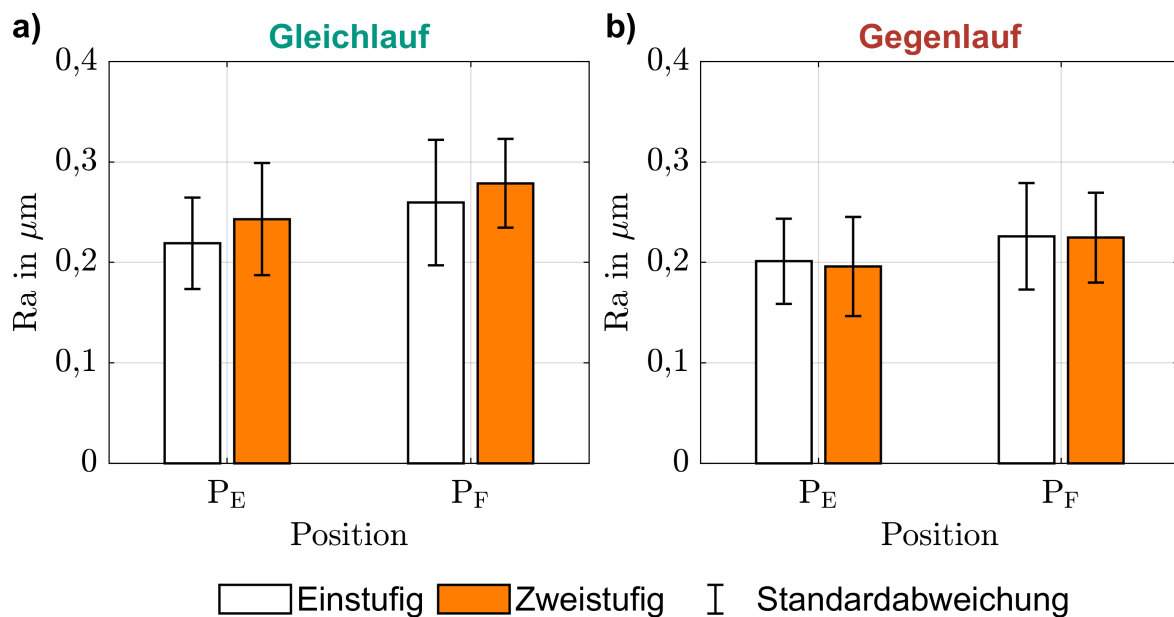 a)
Gleichlauf
0,4
0,3
0,2
0,1
0
Ra in μm
P_E
P_F
Position
b)
Gegenlauf
0,4
0,3
0,2
0,1
0
Ra in μm
P_E
P_F
Position
Einstufig
Zweistufig
Standardabweichung